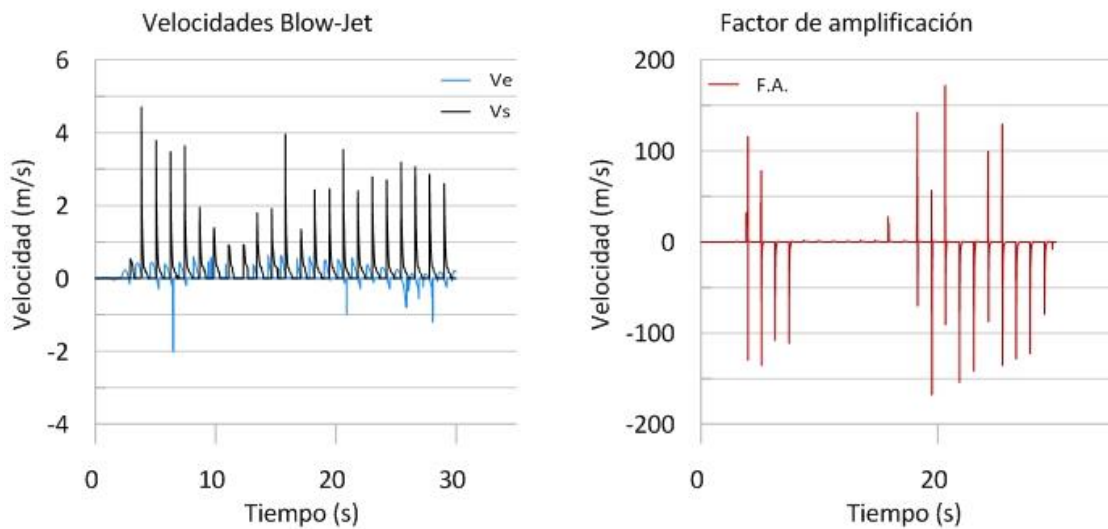 Velocidades Blow-Jet
6
4
2
0
-2
-4
Velocidad (m/s)
Ve
Vs
0
10
20
30
Tiempo (s)
Factor de amplificación
200
100
0
-100
-200
Velocidad (m/s)
F.A.
0
20
Tiempo (s)